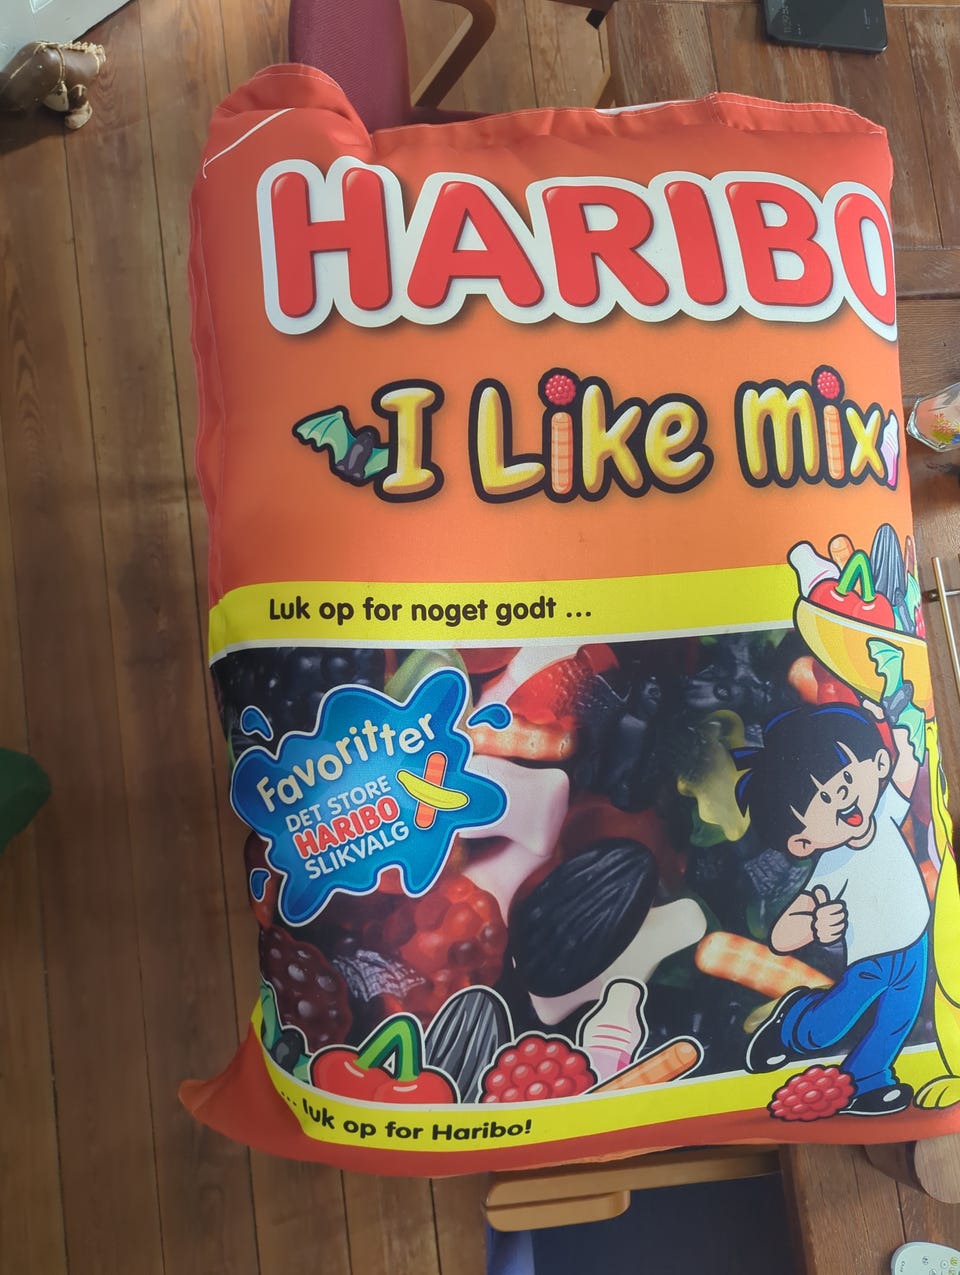 HARIBO
I Like mix
Luk op for noget godt ...
Favoritter
DET STORE
HARIBO
SLIKVALG
... luk op for Haribo!